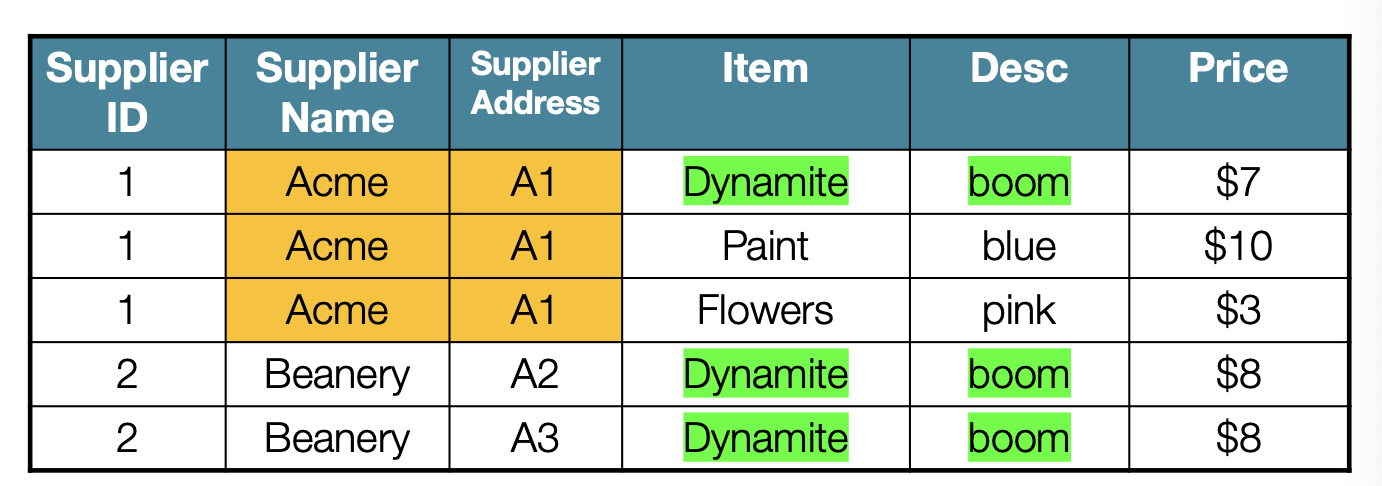 Supplier ID Supplier Name Supplier Address Item Desc Price
1 Acme A1 Dynamite boom $7
1 Acme A1 Paint blue $10
1 Acme A1 Flowers pink $3
2 Beanery A2 Dynamite boom $8
2 Beanery A3 Dynamite boom $8